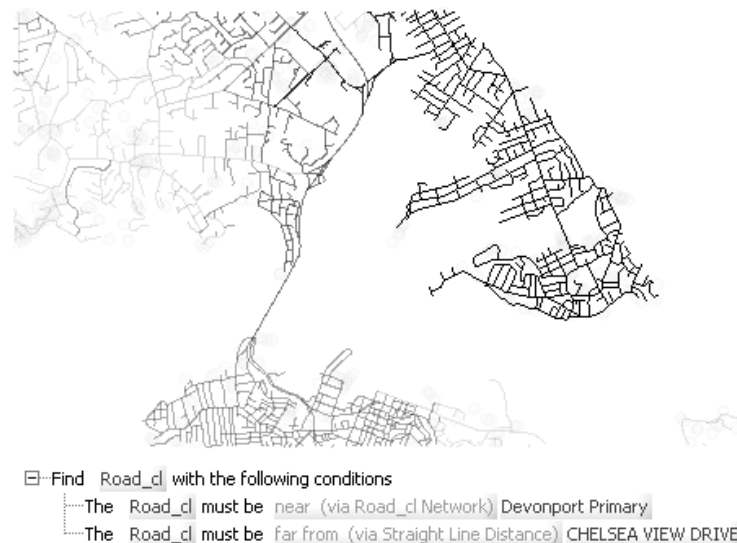 Find Road_cl with the following conditions
The Road_cl must be near (via Road_cl Network) Devonport Primary
The Road_cl must be far from (via Straight Line Distance) CHELSEA VIEW DRIVE